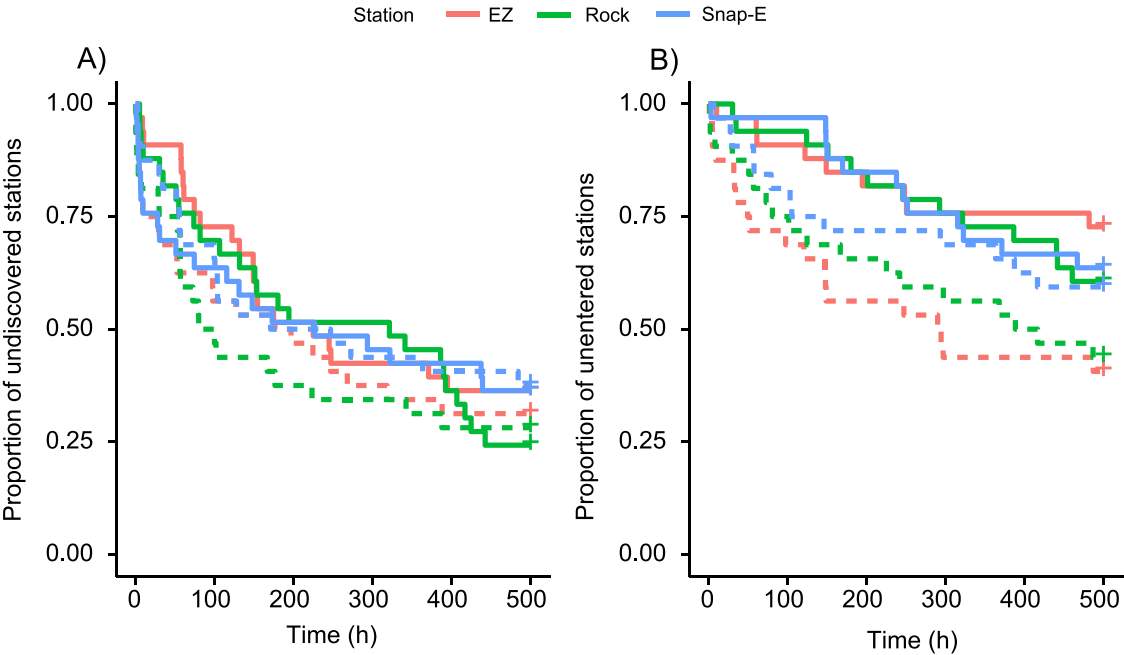 Station EZ Rock Snap-E
A) B)
Proportion of undiscovered stations
1.00
0.75
0.50
0.25
0.00
0 100 200 300 400 500
Time (h)
Proportion of unentered stations
1.00
0.75
0.50
0.25
0.00
0 100 200 300 400 500
Time (h)